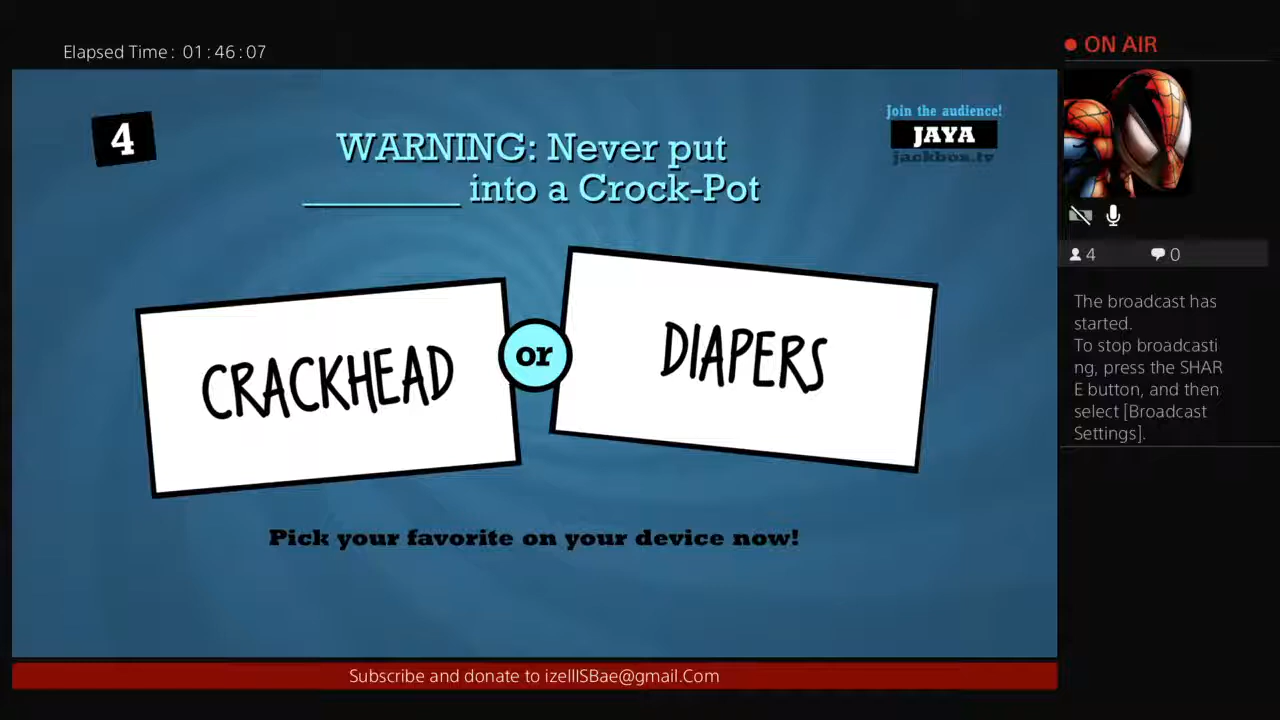 Elapsed Time: 01:46:07
ON AIR
4
WARNING: Never put
________ into a Crock-Pot
Join the audience!
JAYA
jackbox.tv
CRACKHEAD
or
DIAPERS
Pick your favorite on your device now!
4
0
The broadcast has
started.
To stop broadcasti
ng, press the SHAR
E button, and then
select [Broadcast
Settings].
Subscribe and donate to izellISBae@gmail.Com